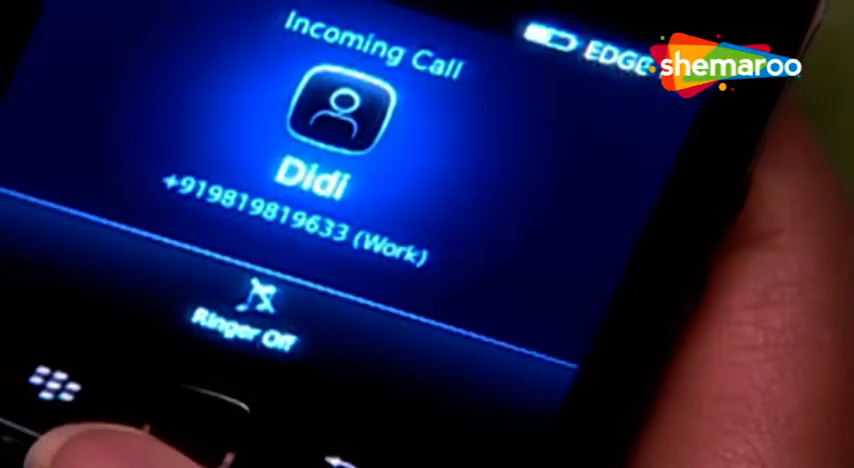 Incoming Call
EDGE
shemaroo
Didi
+919819819633 (Work)
Ringer Off